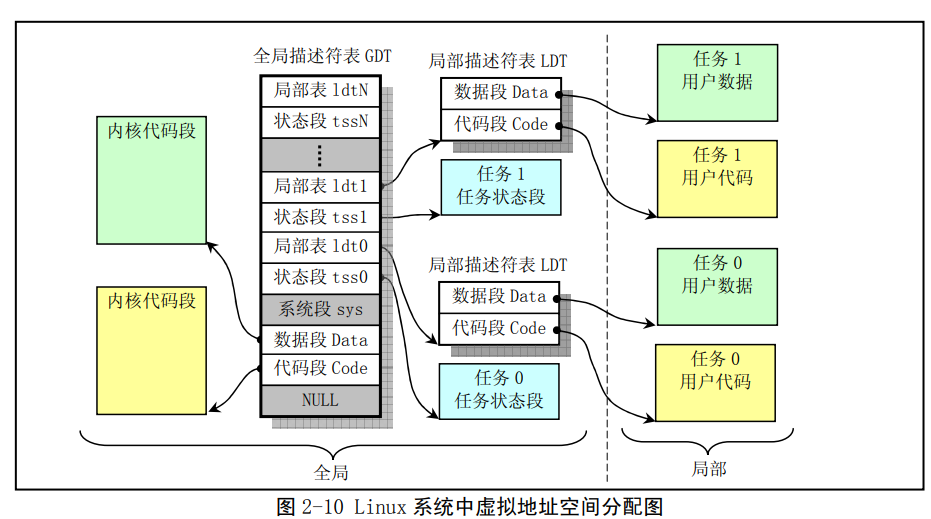 全局描述符表 GDT
局部表 ldtN
状态段 tssN
局部表 ldt1
状态段 tss1
局部表 ldt0
状态段 tss0
系统段 sys
数据段 Data
代码段 Code
NULL
内核代码段
内核代码段
局部描述符表 LDT
数据段 Data
代码段 Code
任务 1
任务状态段
局部描述符表 LDT
数据段 Data
代码段 Code
任务 0
任务状态段
任务 1
用户数据
任务 1
用户代码
任务 0
用户数据
任务 0
用户代码
全局
局部
图 2-10 Linux 系统中虚拟地址空间分配图